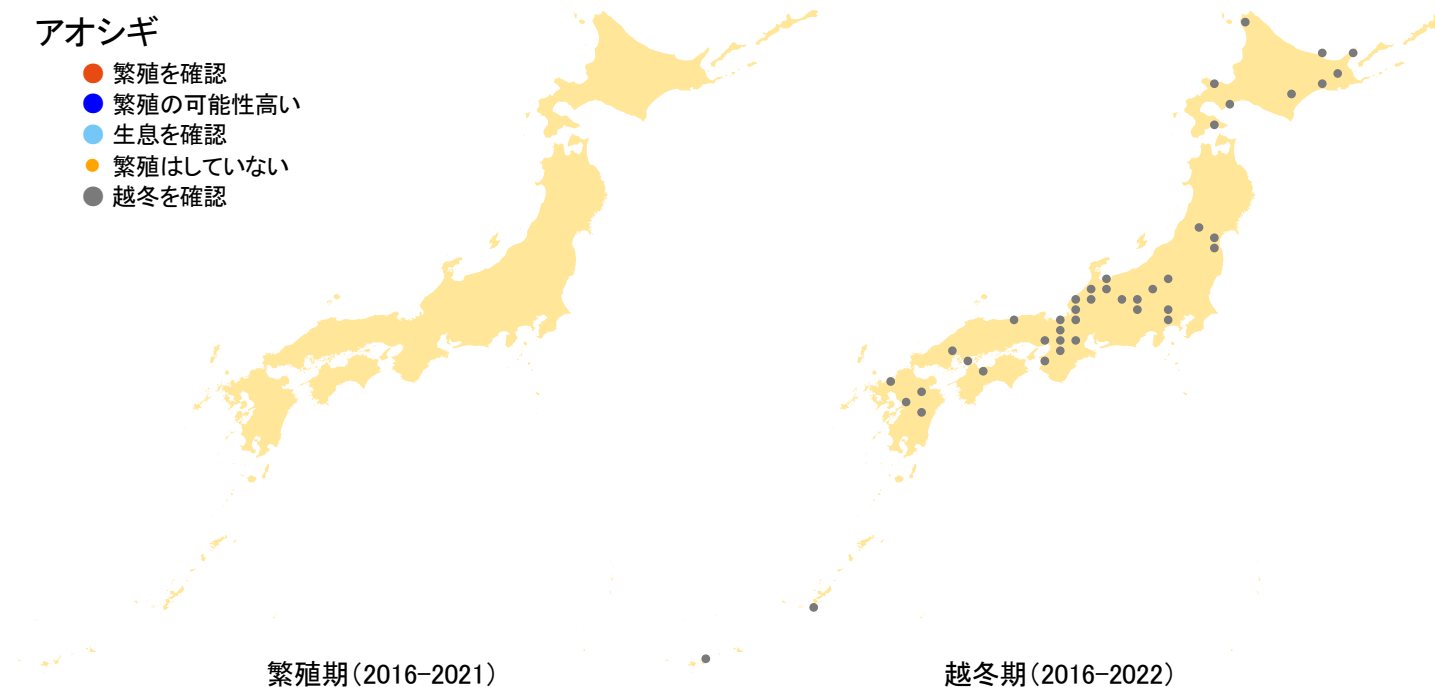 アオシギ
繁殖を確認
繁殖の可能性高い
生息を確認
繁殖はしていない
越冬を確認
繁殖期（2016-2021）
越冬期（2016-2022）